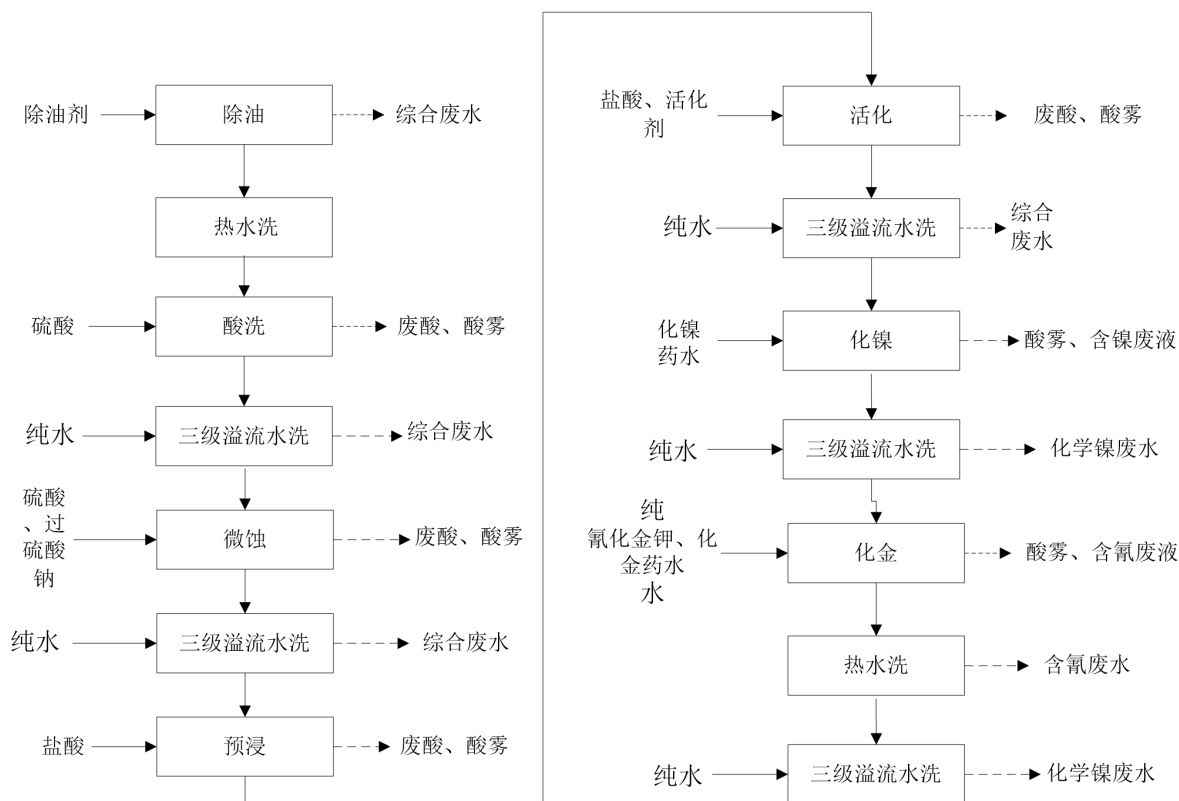 除油剂
除油
综合废水
热水洗
硫酸
酸洗
废酸、酸雾
纯水
三级溢流水洗
综合废水
硫酸
、过
硫酸
钠
微蚀
废酸、酸雾
纯水
三级溢流水洗
综合废水
盐酸
预浸
废酸、酸雾
盐酸、活化
剂
活化
废酸、酸雾
纯水
三级溢流水洗
综合
废水
化镍
药水
化镍
酸雾、含镍废液
纯水
三级溢流水洗
化学镍废水
纯
氰化金钾、化
金药水
水
化金
酸雾、含氰废液
热水洗
含氰废水
纯水
三级溢流水洗
化学镍废水